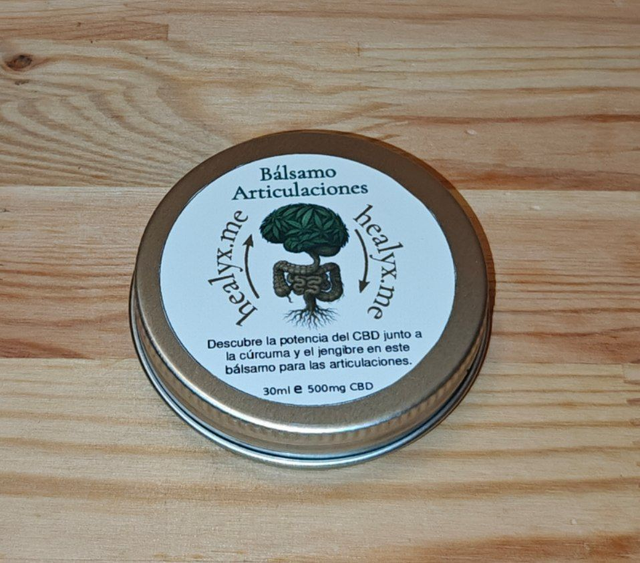 Bálsamo
Articulaciones
healyx.me
healyx.me
Descubre la potencia del CBD junto a
la cúrcuma y el jengibre en este
bálsamo para las articulaciones.
30ml e 500mg CBD